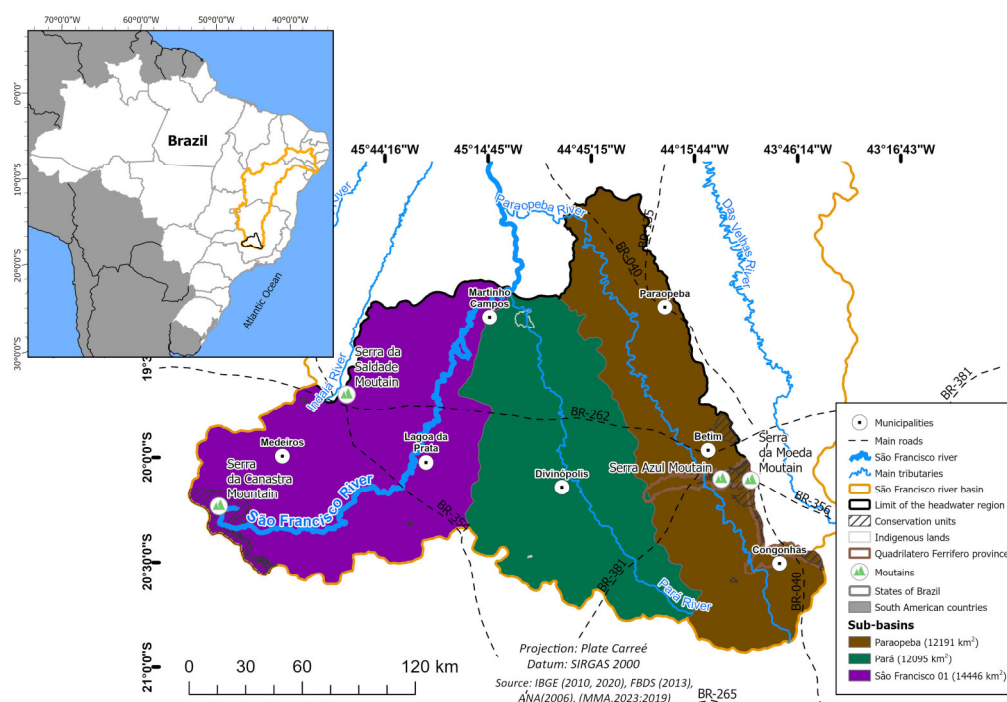 70°0'0"W 60°0'0"W 50°0'0"W 40°0'0"W
0°0'0"
10°0'0"S
20°0'0"S
30°0'0"S
Brazil
Atlantic Ocean
45°44'16"W 45°14'45"W 44°45'15"W 44°15'44"W 43°46'14"W 43°16'43"W
20°0'0"S
20°30'0"S
21°0'0"S
River
Paraopeba River
Das Velhas River
BR-040
Martinho
Campos
Paraopeba
Indajá River
Serra da
Saldade
Moutain
BR-262
BR-381
Medeiros
Lagoa da
Prata
Betim
Serra
da Moeda
Moutain
Serra Azul Moutain
Serra
da Canastra
Mountain
Divinópolis
São Francisco River
BR-356
Congonhas
BR-381
Pará River
BR-040
BR-265
0 30 60 120 km
Projection: Plate Carreé
Datum: SIRGAS 2000
Source: IBGE (2010, 2020), FBDS (2013),
ANA(2006), (MMA,2023;2019)
Municipalities
Main roads
São Francisco river
Main tributaries
São Francisco river basin
Limit of the headwater region
Conservation units
Indigenous lands
Quadrilatero Ferrifero province
Moutains
States of Brazil
South American countries
Sub-basins
Paraopeba (12191 km²)
Pará (12095 km²)
São Francisco 01 (14446 km²)